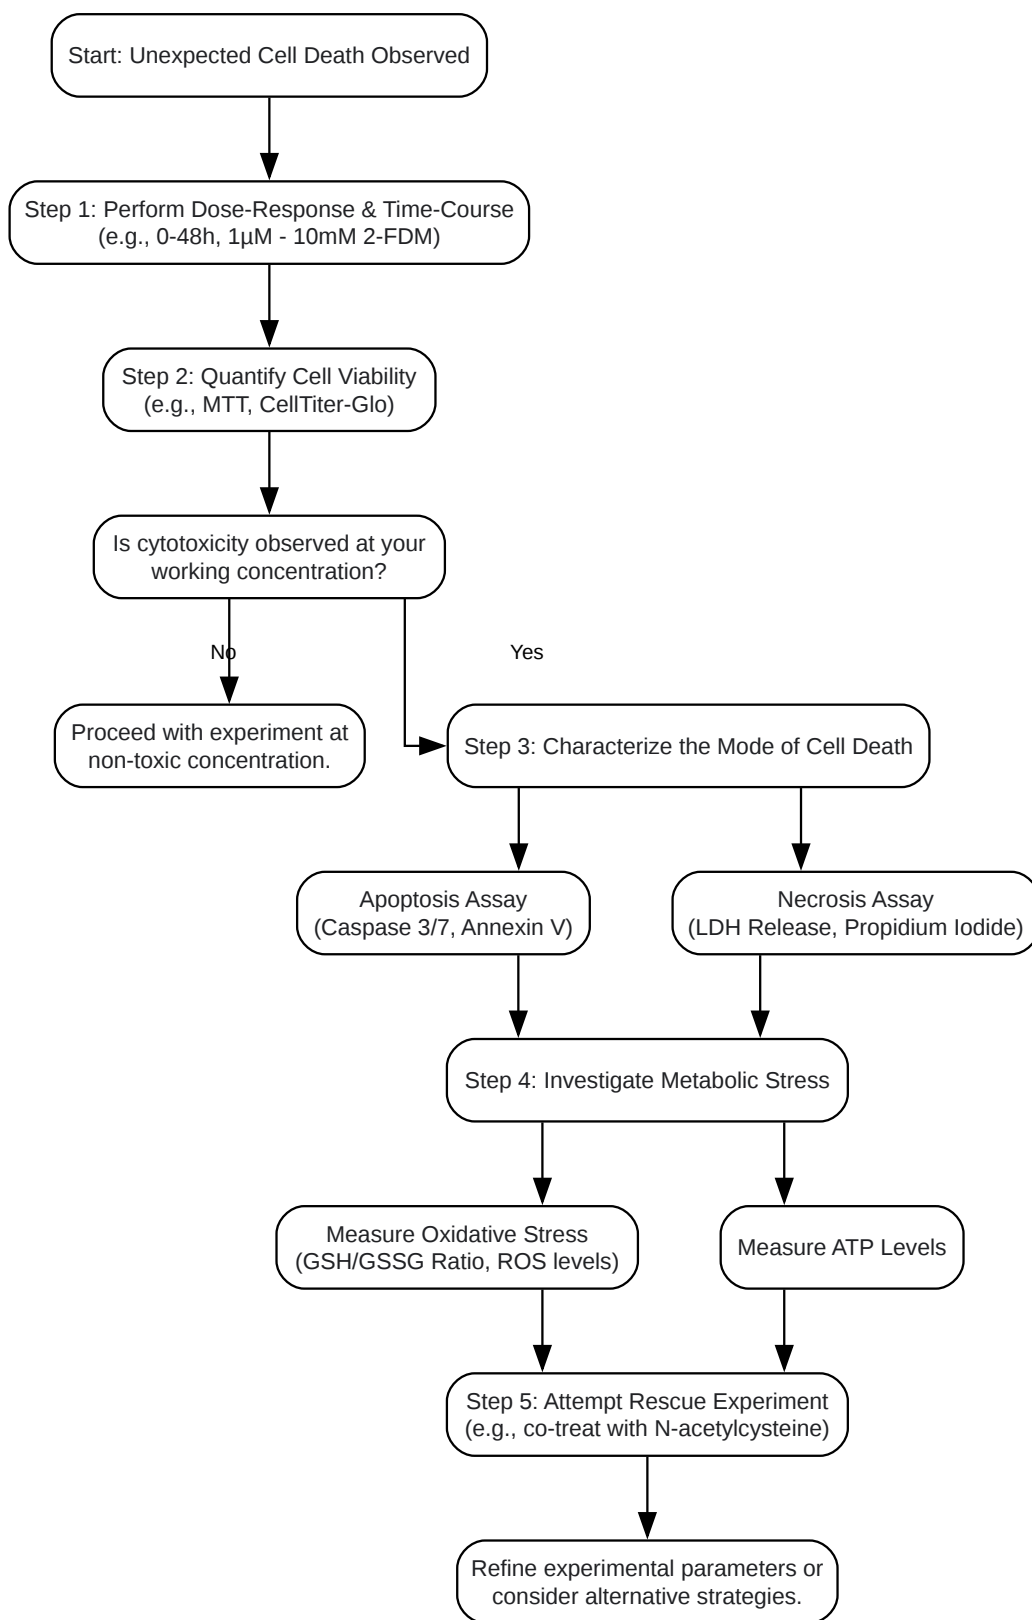 Start: Unexpected Cell Death Observed
Step 1: Perform Dose-Response & Time-Course
(e.g., 0-48h, 1µM - 10mM 2-FDM)
Step 2: Quantify Cell Viability
(e.g., MTT, CellTiter-Glo)
Is cytotoxicity observed at your
working concentration?
No
Yes
Proceed with experiment at
non-toxic concentration.
Step 3: Characterize the Mode of Cell Death
Apoptosis Assay
(Caspase 3/7, Annexin V)
Necrosis Assay
(LDH Release, Propidium Iodide)
Step 4: Investigate Metabolic Stress
Measure Oxidative Stress
(GSH/GSSG Ratio, ROS levels)
Measure ATP Levels
Step 5: Attempt Rescue Experiment
(e.g., co-treat with N-acetylcysteine)
Refine experimental parameters or
consider alternative strategies.